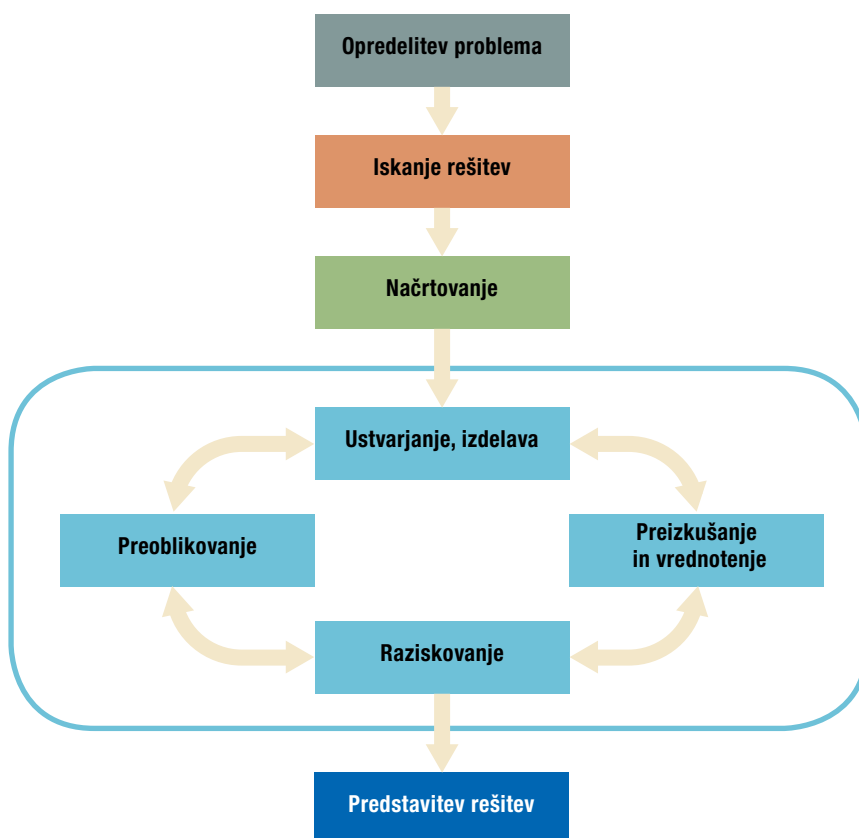 Opredelitev problema
Iskanje rešitev
Načrtovanje
Ustvarjanje, izdelava
Preoblikovanje
Preizkušanje
in vrednotenje
Raziskovanje
Predstavitev rešitev